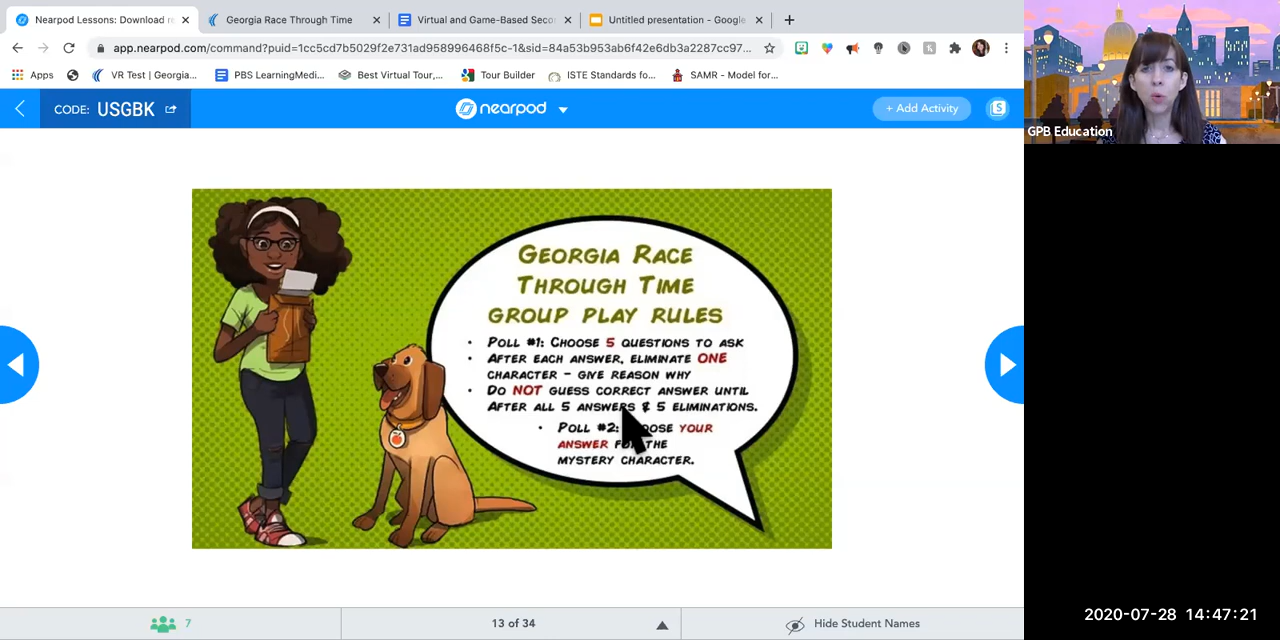 Nearpod Lessons: Download r
Georgia Race Through Time
Virtual and Game-Based Seco
Untitled presentation - Google
app.nearpod.com/command?puid=1cc5cd7b5029f2e731ad958996468f5c-1&sid=84a53b953ab6f42e6db3a2287cc97...
Apps
VR Test | Georgia...
PBS LearningMedi...
Best Virtual Tour,...
Tour Builder
ISTE Standards fo...
SAMR - Model for...
CODE: USGBK
nearpod
+ Add Activity
S
GPB Education
GEORGIA RACE
THROUGH TIME
GROUP PLAY RULES
• POLL #1: CHOOSE 5 QUESTIONS TO ASK
• AFTER EACH ANSWER, ELIMINATE ONE
CHARACTER – GIVE REASON WHY
• DO NOT GUESS CORRECT ANSWER UNTIL
AFTER ALL 5 ANSWERS & 5 ELIMINATIONS.
• POLL #2: YOUR
ANSWER THE
MYSTERY CHARACTER.
7
13 of 34
Hide Student Names
2020-07-28 14:47:21